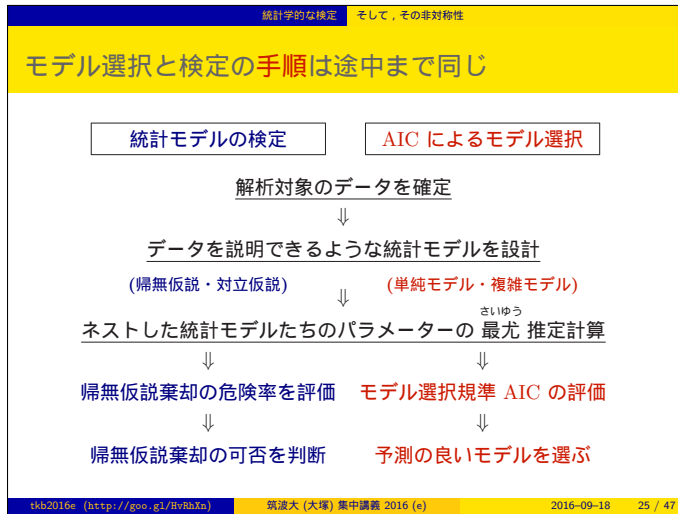 統計学的な検定 そして，その非対称性
モデル選択と検定の手順は途中まで同じ
統計モデルの検定 AIC によるモデル選択
解析対象のデータを確定
⇓
データを説明できるような統計モデルを設計
(帰無仮説・対立仮説) ⇓ (単純モデル・複雑モデル)
さいゆう
ネストした統計モデルたちのパラメーターの 最尤 推定計算
⇓ ⇓
帰無仮説棄却の危険率を評価 モデル選択規準 AIC の評価
⇓ ⇓
帰無仮説棄却の可否を判断 予測の良いモデルを選ぶ
tkb2016e (http://goo.gl/HvRhXn) 筑波大 (大塚) 集中講義 2016 (e) 2016–09–18 25 / 47